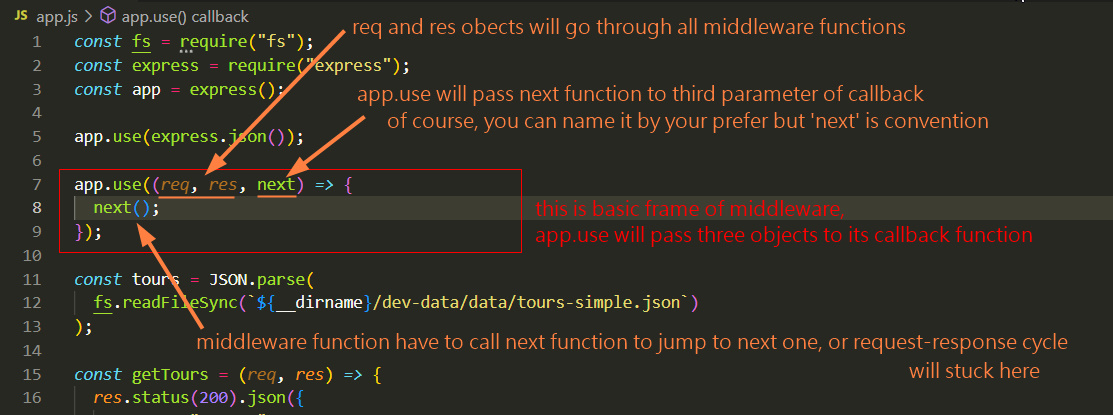 JS app.js > app.use() callback
1 const fs = require("fs");
req and res obects will go through all middleware functions
2 const express = require("express");
3 const app = express();
app.use will pass next function to third parameter of callback
4
of course, you can name it by your prefer but 'next' is convention
5 app.use(express.json());
6
7 app.use((req, res, next) => {
8 next();
this is basic frame of middleware,
9 });
app.use will pass three objects to its callback function
10
11 const tours = JSON.parse(
12 fs.readFileSync(`${__dirname}/dev-data/data/tours-simple.json`)
13 );
middleware function have to call next function to jump to next one, or request-response cycle
14
will stuck here
15 const getTours = (req, res) => {
16 res.status(200).json({